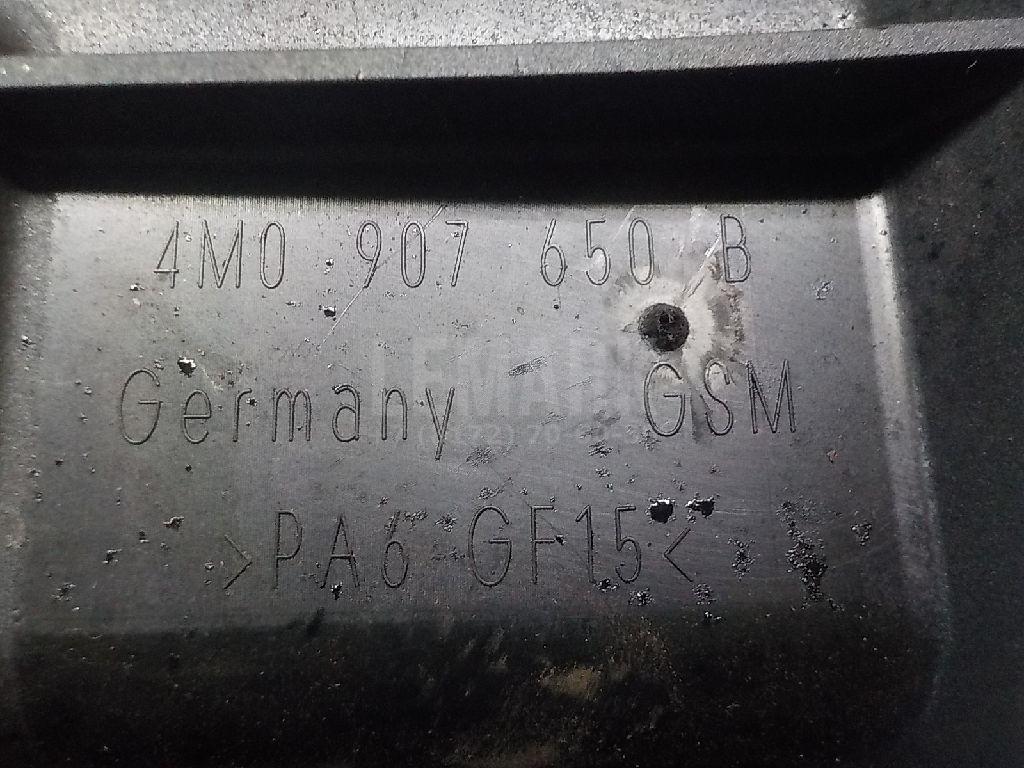 4M0 907 650 B
Germany GSM
>PA6 GF15<